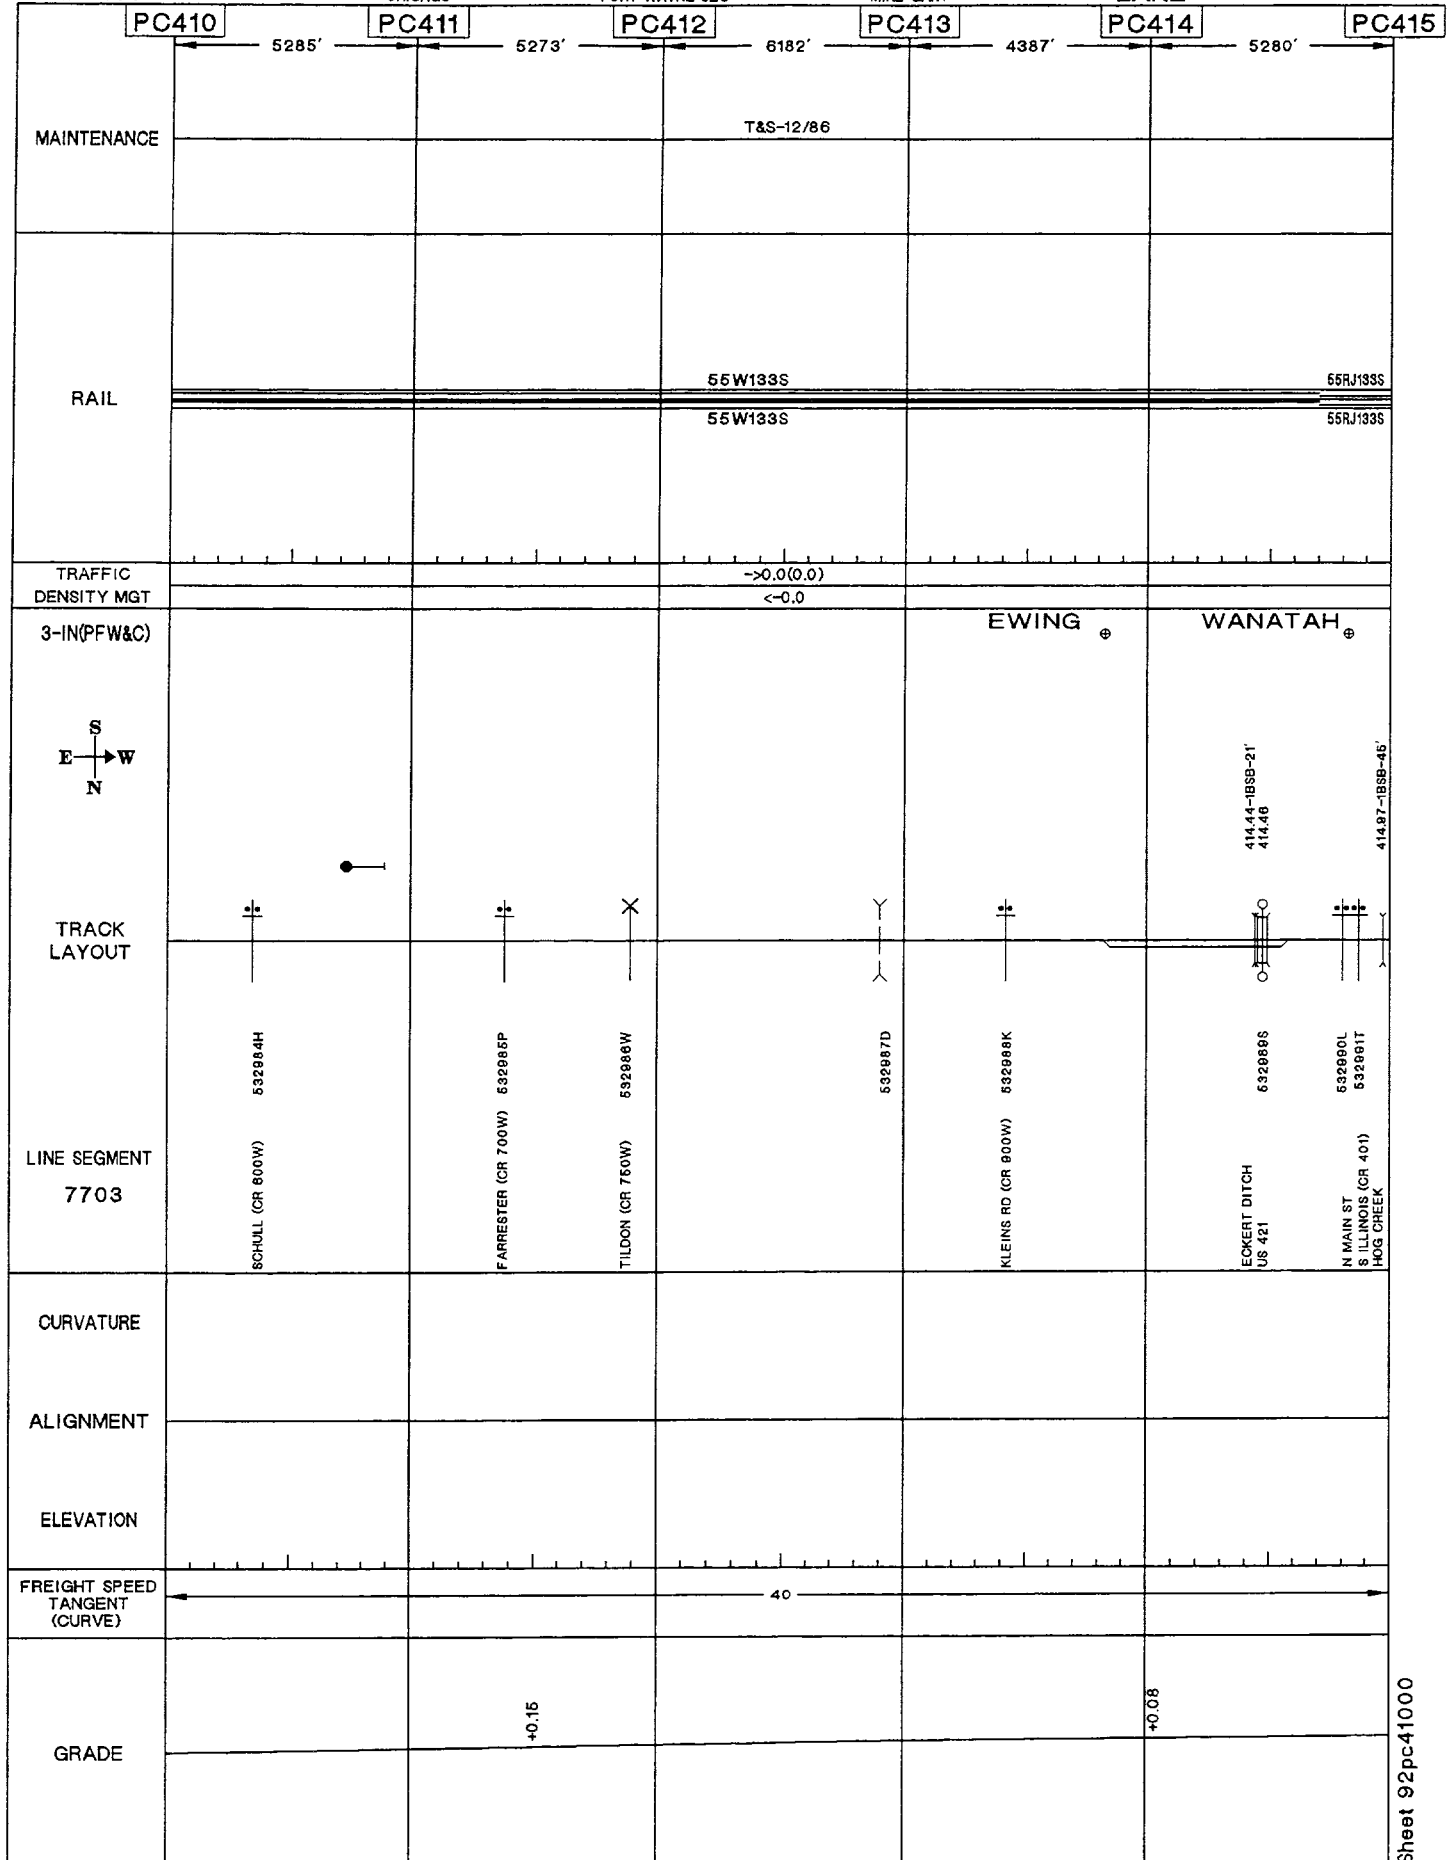 PC410 PC411 PC412 PC413 PC414 PC415
5285' 5273' 6182' 4387' 5280'
MAINTENANCE
T&S-12/86
RAIL
55W133S 55RJ133S
55W133S 55RJ133S
TRAFFIC
DENSITY MGT
->0.0(0.0)
<-0.0
3-IN(PFW&C)
EWING WANATAH
S
E W
N
414.44-1BSB-21'
414.46
414.97-1BSB-45'
TRACK
LAYOUT
532984H
532985P
532986W
532987D
532988K
532989S
532990L
532991T
LINE SEGMENT
7703
SCHULL (CR 600W)
FARRESTER (CR 700W)
TILDON (CR 750W)
KLEINS RD (CR 900W)
ECKERT DITCH
US 421
N MAIN ST
S ILLINOIS (CR 401)
HOG CREEK
CURVATURE
ALIGNMENT
ELEVATION
FREIGHT SPEED
TANGENT
(CURVE)
40
GRADE
+0.15
+0.08
Sheet 92pc41000